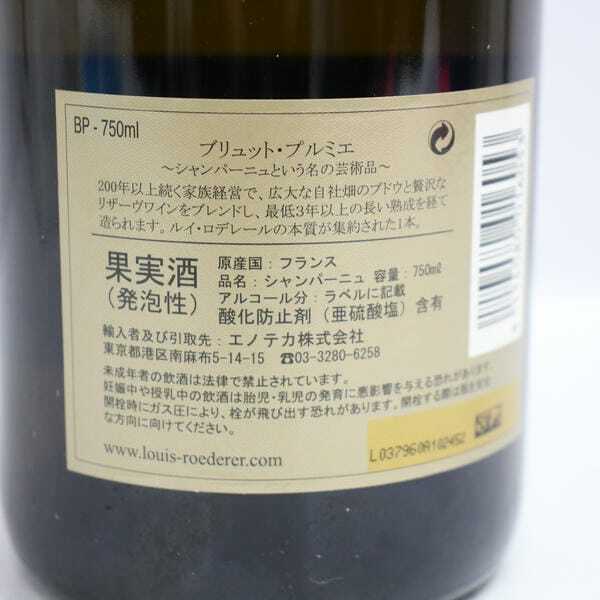 BP - 750ml
ブリュット・プルミエ
～シャンパーニュという名の芸術品～
200年以上続く家族経営で、広大な自社畑のブドウと贅沢な
リザーヴワインをブレンドし、最低3年以上の長い熟成を経て
造られます。ルイ・ロデレールの本質が集約された1本。
果実酒
(発泡性)
原産国：フランス
品名：シャンパーニュ 容量：750mℓ
アルコール分：ラベルに記載
酸化防止剤（亜硫酸塩）含有
輸入者及び引取先：エノテカ株式会社
東京都港区南麻布5-14-15 ☎03-3280-6258
未成年者の飲酒は法律で禁止されています。
妊娠中や授乳中の飲酒は胎児・乳児の発育に悪影響を与える恐れがあります。
開栓時にガス圧により、栓が飛び出す恐れがあります。開栓する際は瓶を安全
な方向に向けてください。
www.louis-roederer.com
L037960A102452